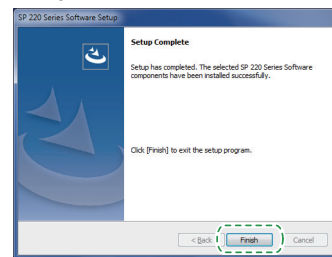 SP 220 Series Software Setup
Setup Complete
Setup has completed. The selected SP 220 Series Software
components have been installed successfully.
Click [Finish] to exit the setup program.
< Back
Finish
Cancel